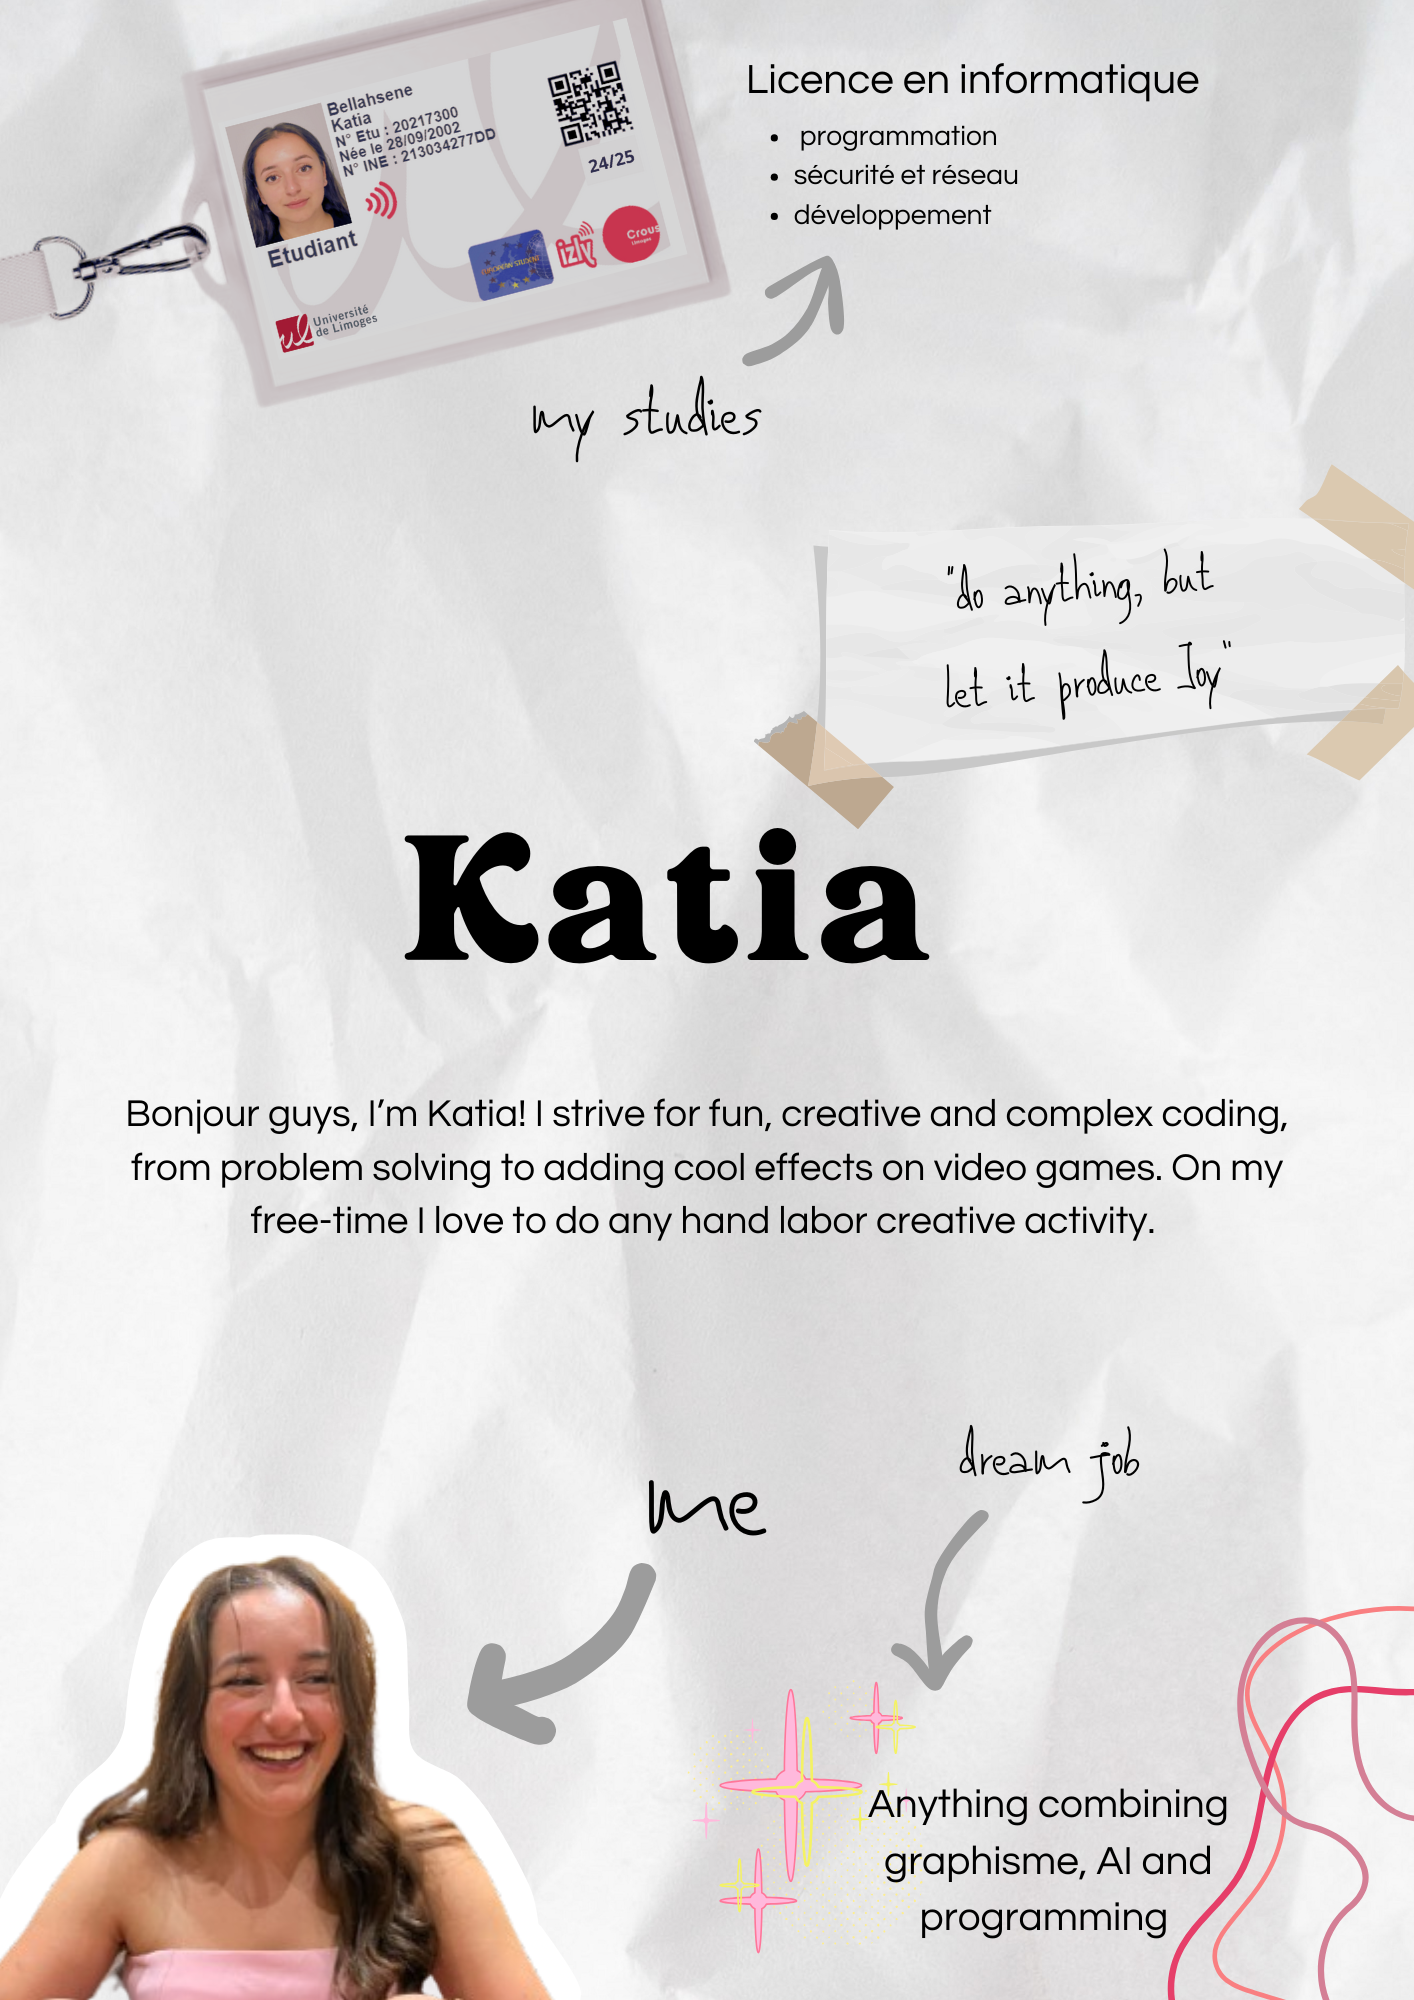 Bellahsene
Katia
N° Etu : 20217300
Née le 28/09/2002
N° INE : 213034277DD
24/25
Etudiant
EUROPEAN STUDENT
izly
Crous
Limoges
Université
de Limoges
Licence en informatique
programmation
sécurité et réseau
développement
my studies
"do anything, but
let it produce Joy"
Katia
Bonjour guys, I'm Katia! I strive for fun, creative and complex coding,
from problem solving to adding cool effects on video games. On my
free-time I love to do any hand labor creative activity.
dream job
me
Anything combining
graphisme, AI and
programming